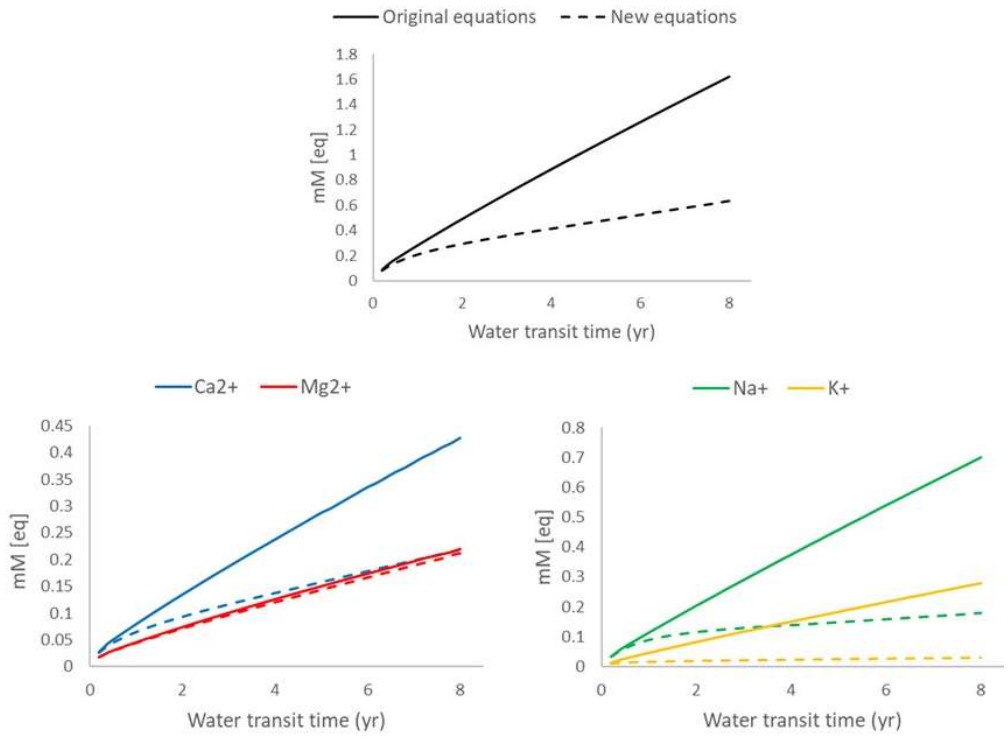 Original equations New equations
1.8
1.6
1.4
1.2
1
0.8
0.6
0.4
0.2
0
mM [eq]
0 2 4 6 8
Water transit time (yr)
Ca2+ Mg2+
0.45
0.4
0.35
0.3
0.25
0.2
0.15
0.1
0.05
0
mM [eq]
0 2 4 6 8
Water transit time (yr)
Na+ K+
0.8
0.7
0.6
0.5
0.4
0.3
0.2
0.1
0
mM [eq]
0 2 4 6 8
Water transit time (yr)